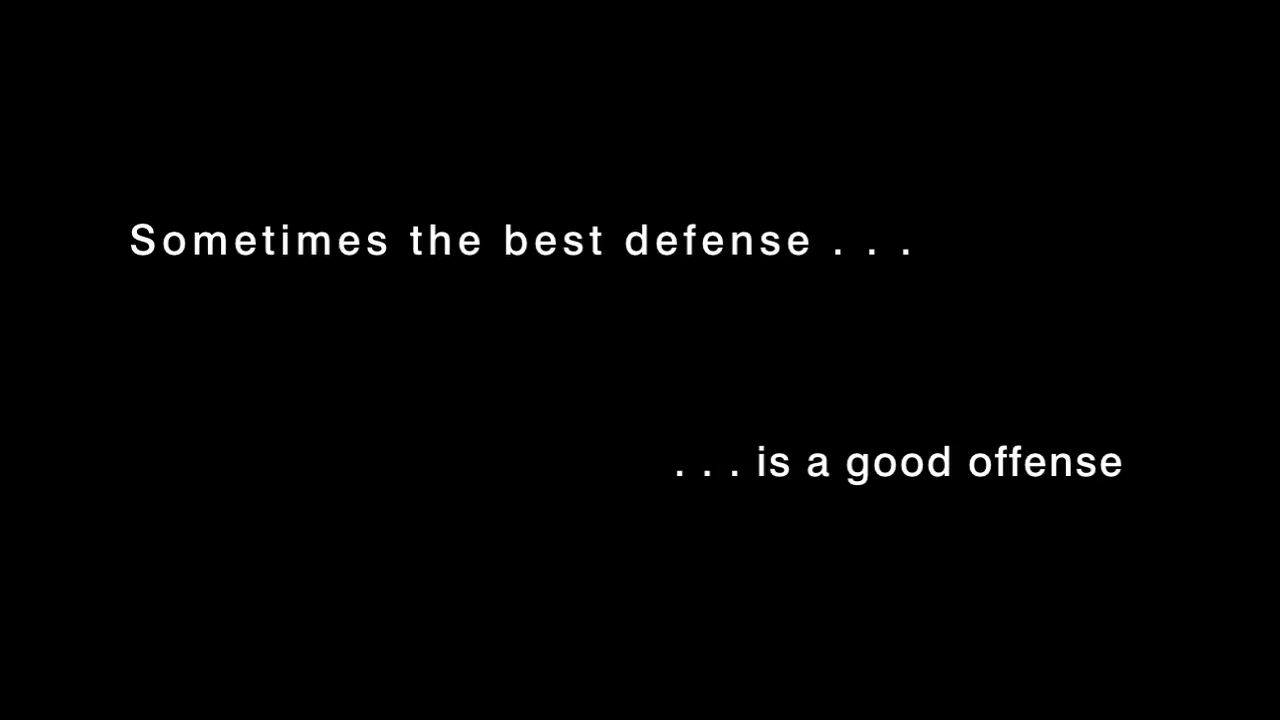 Sometimes the best defense . . .
. . . is a good offense